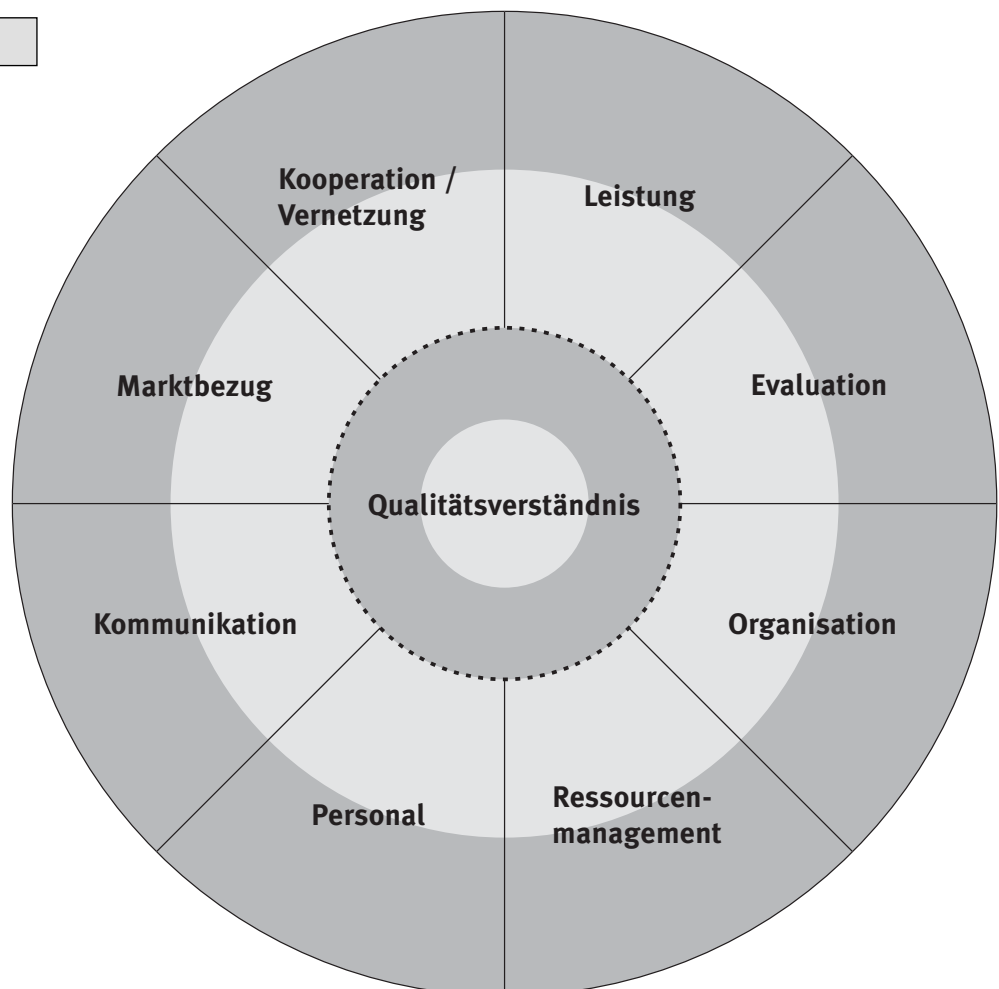 Kooperation /
Vernetzung
Leistung
Marktbezug
Evaluation
Qualitätsverständnis
Kommunikation
Organisation
Personal
Ressourcen-
management